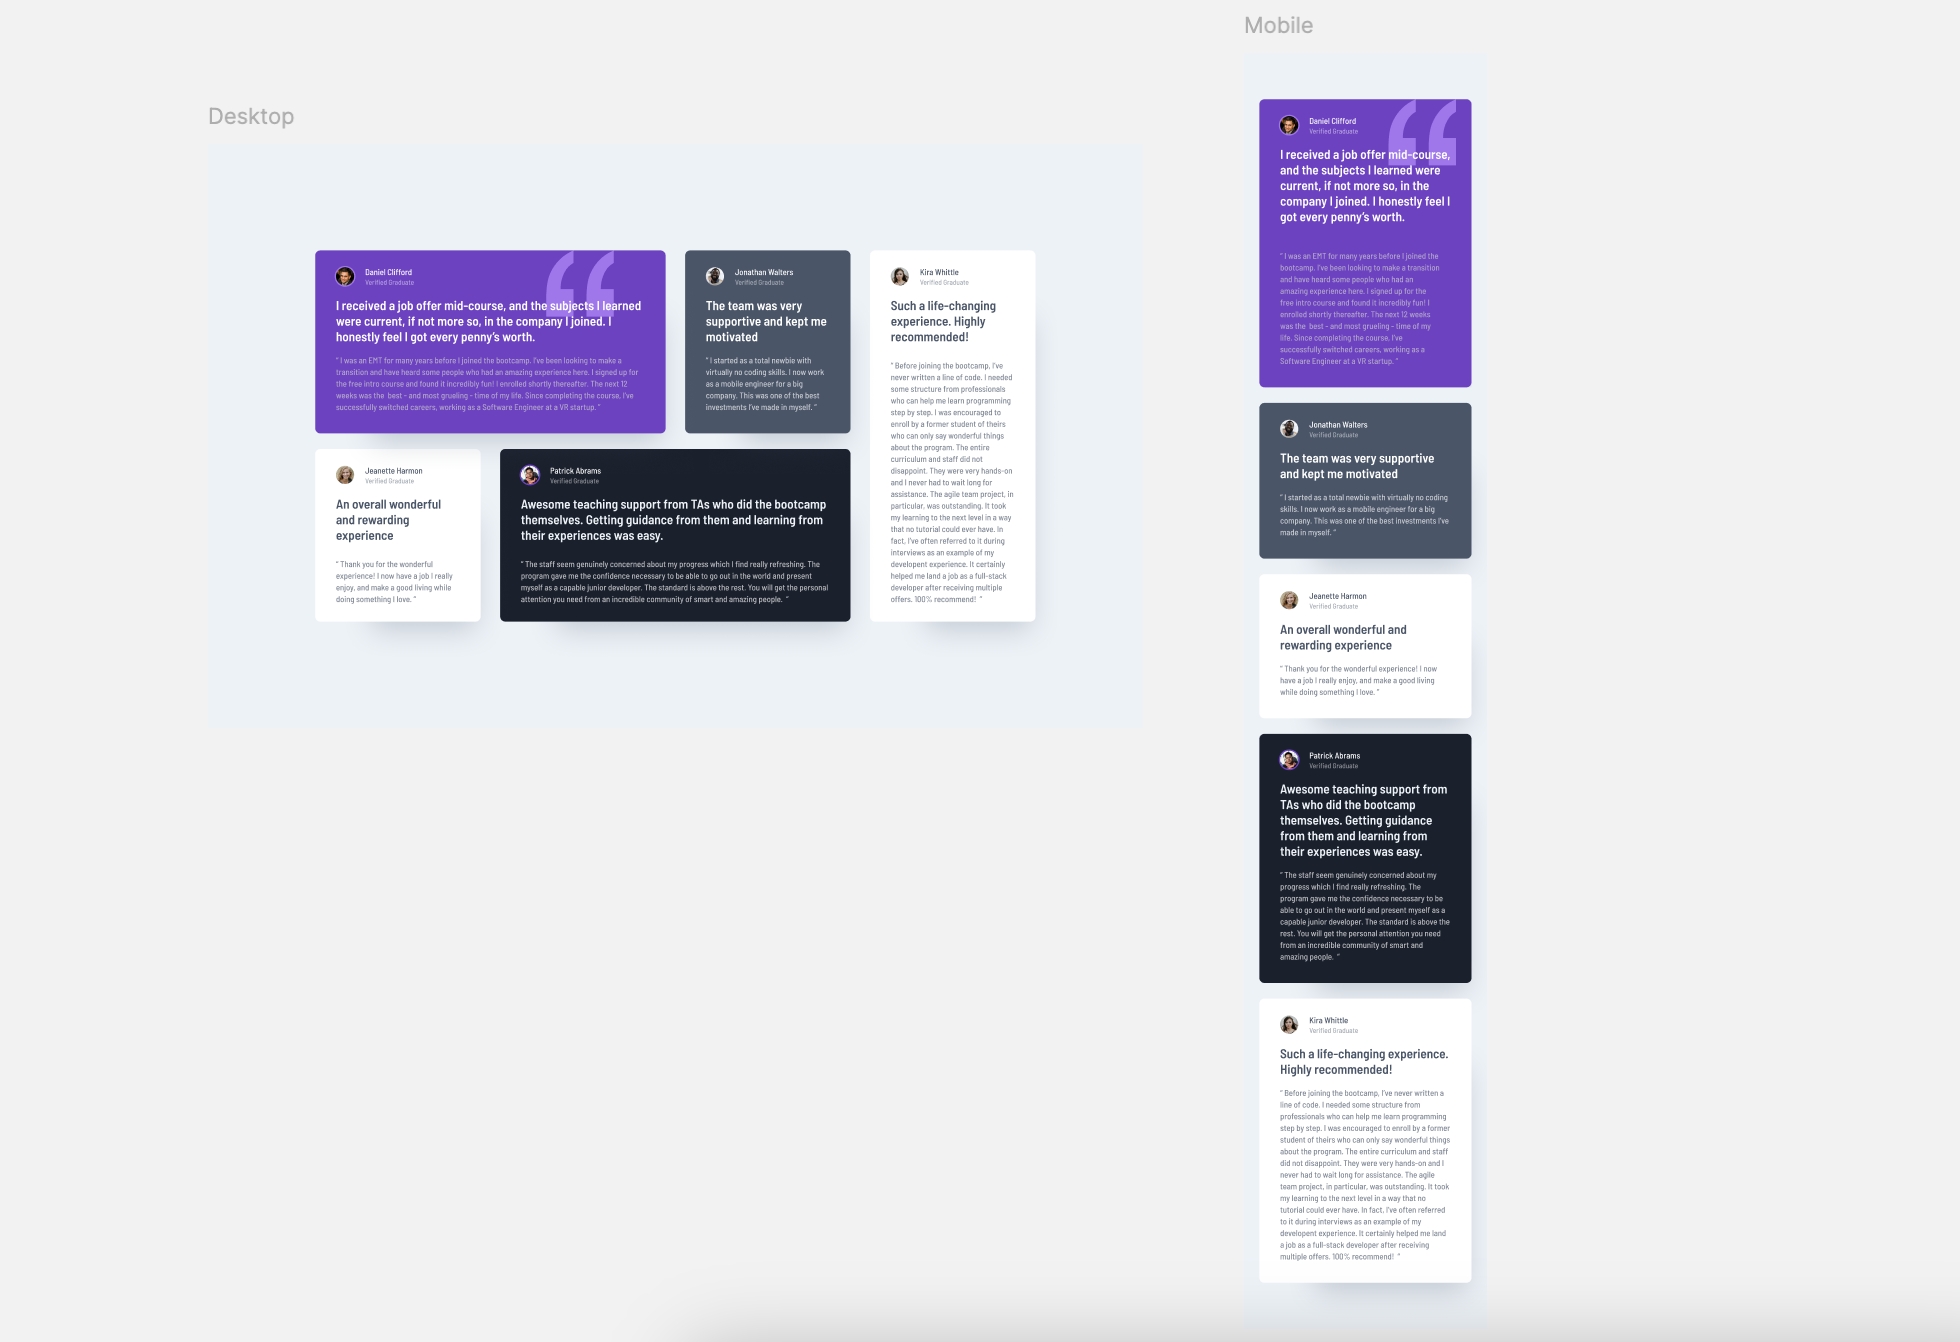 Desktop
Daniel Clifford
Verified Graduate
I received a job offer mid-course, and the subjects I learned
were current, if not more so, in the company I joined. I
honestly feel I got every penny’s worth.
“ I was an EMT for many years before I joined the bootcamp. I’ve been looking to make a
transition and have heard some people who had an amazing experience here. I signed up for
the free intro course and found it incredibly fun! I enrolled shortly thereafter. The next 12
weeks was the best - and most grueling - time of my life. Since completing the course, I’ve
successfully switched careers, working as a Software Engineer at a VR startup. ”
Jonathan Walters
Verified Graduate
The team was very
supportive and kept me
motivated
“ I started as a total newbie with
virtually no coding skills. I now work
as a mobile engineer for a big
company. This was one of the best
investments I’ve made in myself. ”
Kira Whittle
Verified Graduate
Such a life-changing
experience. Highly
recommended!
“ Before joining the bootcamp, I’ve
never written a line of code. I needed
some structure from professionals
who can help me learn programming
step by step. I was encouraged to
enroll by a former student of theirs
who can only say wonderful things
about the program. The entire
curriculum and staff did not
disappoint. They were very hands-on
and I never had to wait long for
assistance. The agile team project, in
particular, was outstanding. It took
my learning to the next level in a way
that no tutorial could ever have. In
fact, I’ve often referred to it during
interviews as an example of my
developent experience. It certainly
helped me land a job as a full-stack
developer after receiving multiple
offers. 100% recommend! ”
Jeanette Harmon
Verified Graduate
An overall wonderful
and rewarding
experience
“ Thank you for the wonderful
experience! I now have a job I really
enjoy, and make a good living while
doing something I love. ”
Patrick Abrams
Verified Graduate
Awesome teaching support from TAs who did the bootcamp
themselves. Getting guidance from them and learning from
their experiences was easy.
“ The staff seem genuinely concerned about my progress which I find really refreshing. The
program gave me the confidence necessary to be able to go out in the world and present
myself as a capable junior developer. The standard is above the rest. You will get the personal
attention you need from an incredible community of smart and amazing people. ”
Mobile
Daniel Clifford
Verified Graduate
I received a job offer mid-course,
and the subjects I learned were
current, if not more so, in the
company I joined. I honestly feel I
got every penny’s worth.
“ I was an EMT for many years before I joined the
bootcamp. I’ve been looking to make a transition
and have heard some people who had an
amazing experience here. I signed up for the
free intro course and found it incredibly fun! I
enrolled shortly thereafter. The next 12 weeks
was the best - and most grueling - time of my
life. Since completing the course, I’ve
successfully switched careers, working as a
Software Engineer at a VR startup. ”
Jonathan Walters
Verified Graduate
The team was very supportive
and kept me motivated
“ I started as a total newbie with virtually no coding
skills. I now work as a mobile engineer for a big
company. This was one of the best investments I’ve
made in myself. ”
Jeanette Harmon
Verified Graduate
An overall wonderful and
rewarding experience
“ Thank you for the wonderful experience! I now
have a job I really enjoy, and make a good living
while doing something I love. ”
Patrick Abrams
Verified Graduate
Awesome teaching support from
TAs who did the bootcamp
themselves. Getting guidance
from them and learning from
their experiences was easy.
“ The staff seem genuinely concerned about my
progress which I find really refreshing. The
program gave me the confidence necessary to be
able to go out in the world and present myself as a
capable junior developer. The standard is above the
rest. You will get the personal attention you need
from an incredible community of smart and
amazing people. ”
Kira Whittle
Verified Graduate
Such a life-changing experience.
Highly recommended!
“ Before joining the bootcamp, I’ve never written a
line of code. I needed some structure from
professionals who can help me learn programming
step by step. I was encouraged to enroll by a former
student of theirs who can only say wonderful things
about the program. The entire curriculum and staff
did not disappoint. They were very hands-on and I
never had to wait long for assistance. The agile
team project, in particular, was outstanding. It took
my learning to the next level in a way that no
tutorial could ever have. In fact, I’ve often referred
to it during interviews as an example of my
developent experience. It certainly helped me land
a job as a full-stack developer after receiving
multiple offers. 100% recommend! ”